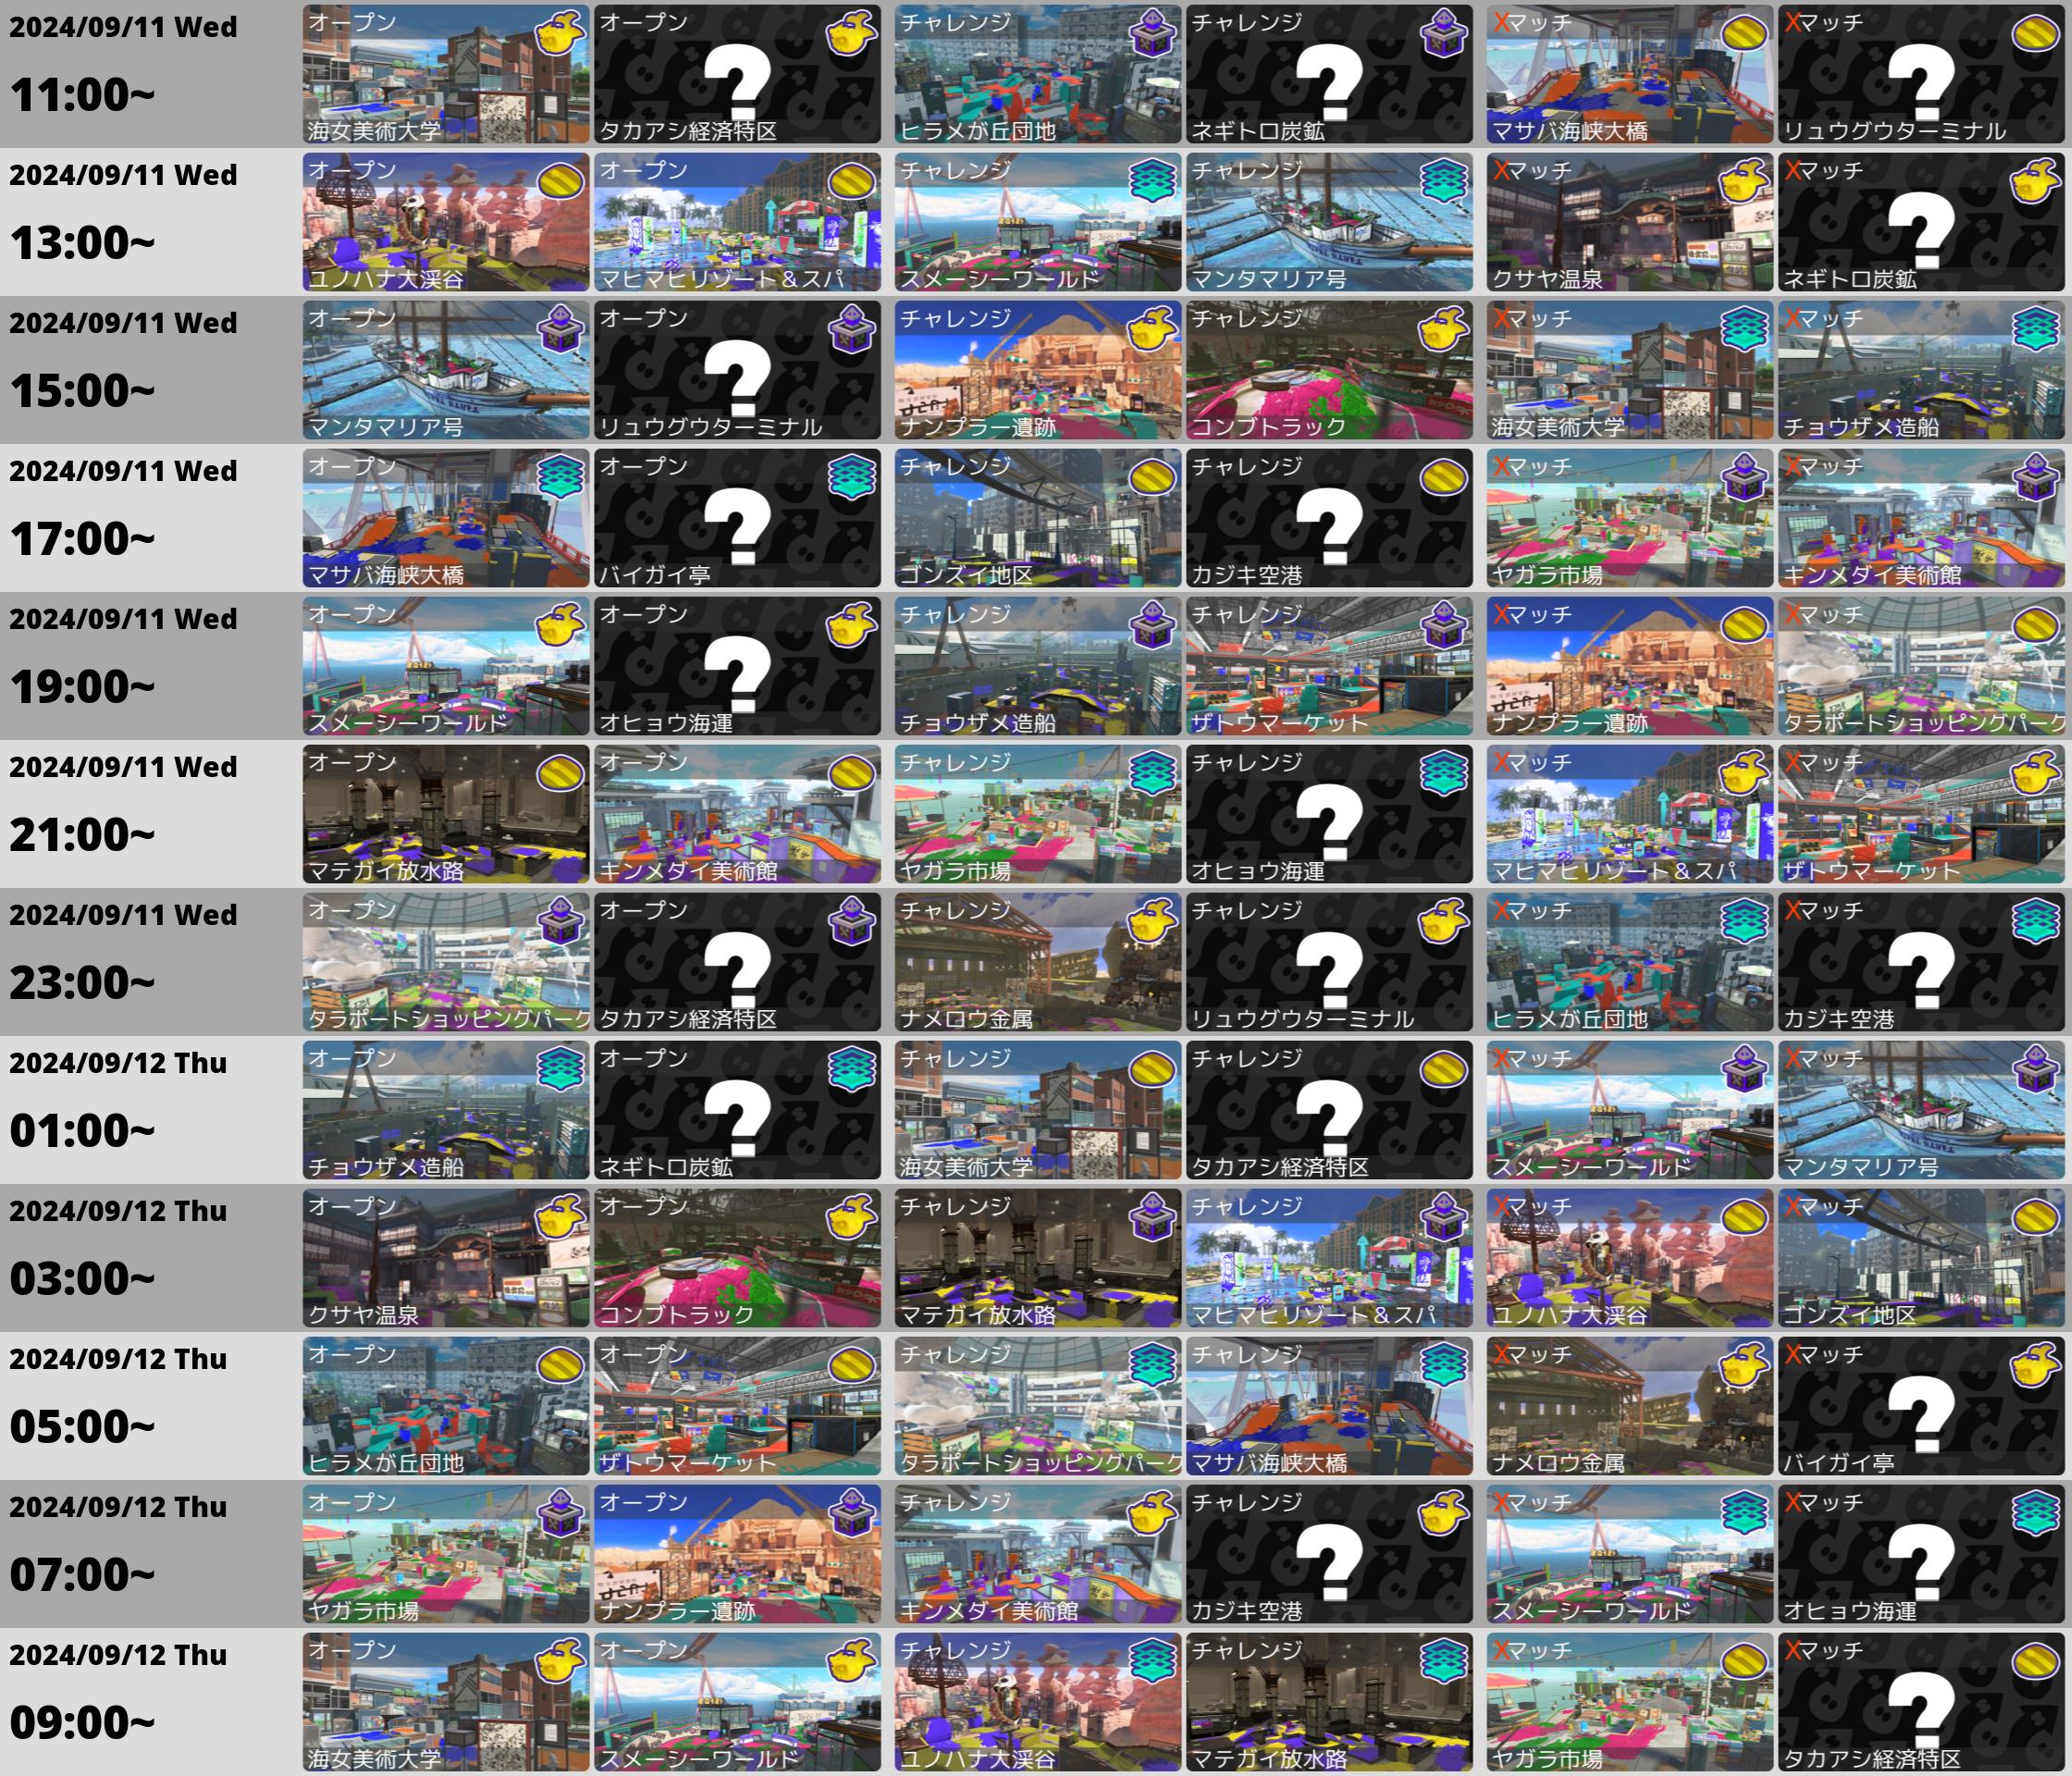 2024/09/11 Wed
11:00~
オープン
海女美術大学
オープン
タカアシ経済特区
チャレンジ
ヒラメが丘団地
チャレンジ
ネギトロ炭鉱
Xマッチ
マサバ海峡大橋
Xマッチ
リュウグウターミナル
2024/09/11 Wed
13:00~
オープン
ユノハナ大渓谷
オープン
マヒマヒリゾート＆スパ
チャレンジ
スメーシーワールド
チャレンジ
マンタマリア号
Xマッチ
クサヤ温泉
Xマッチ
ネギトロ炭鉱
2024/09/11 Wed
15:00~
オープン
マンタマリア号
オープン
リュウグウターミナル
チャレンジ
ナンプラー遺跡
チャレンジ
コンブトラック
Xマッチ
海女美術大学
Xマッチ
チョウザメ造船
2024/09/11 Wed
17:00~
オープン
マサバ海峡大橋
オープン
バイガイ亭
チャレンジ
ゴンズイ地区
チャレンジ
カジキ空港
Xマッチ
ヤガラ市場
Xマッチ
キンメダイ美術館
2024/09/11 Wed
19:00~
オープン
スメーシーワールド
オープン
オヒョウ海運
チャレンジ
チョウザメ造船
チャレンジ
ザトウマーケット
Xマッチ
ナンプラー遺跡
Xマッチ
タラポートショッピングパーク
2024/09/11 Wed
21:00~
オープン
マテガイ放水路
オープン
キンメダイ美術館
チャレンジ
ヤガラ市場
チャレンジ
オヒョウ海運
Xマッチ
マヒマヒリゾート＆スパ
Xマッチ
ザトウマーケット
2024/09/11 Wed
23:00~
オープン
タラポートショッピングパーク
オープン
タカアシ経済特区
チャレンジ
ナメロウ金属
チャレンジ
リュウグウターミナル
Xマッチ
ヒラメが丘団地
Xマッチ
カジキ空港
2024/09/12 Thu
01:00~
オープン
チョウザメ造船
オープン
ネギトロ炭鉱
チャレンジ
海女美術大学
チャレンジ
タカアシ経済特区
Xマッチ
スメーシーワールド
Xマッチ
マンタマリア号
2024/09/12 Thu
03:00~
オープン
クサヤ温泉
オープン
コンブトラック
チャレンジ
マテガイ放水路
チャレンジ
マヒマヒリゾート＆スパ
Xマッチ
ユノハナ大渓谷
Xマッチ
ゴンズイ地区
2024/09/12 Thu
05:00~
オープン
ヒラメが丘団地
オープン
ザトウマーケット
チャレンジ
タラポートショッピングパーク
チャレンジ
マサバ海峡大橋
Xマッチ
ナメロウ金属
Xマッチ
バイガイ亭
2024/09/12 Thu
07:00~
オープン
ヤガラ市場
オープン
ナンプラー遺跡
チャレンジ
キンメダイ美術館
チャレンジ
カジキ空港
Xマッチ
スメーシーワールド
Xマッチ
オヒョウ海運
2024/09/12 Thu
09:00~
オープン
海女美術大学
オープン
スメーシーワールド
チャレンジ
ユノハナ大渓谷
チャレンジ
マテガイ放水路
Xマッチ
ヤガラ市場
Xマッチ
タカアシ経済特区